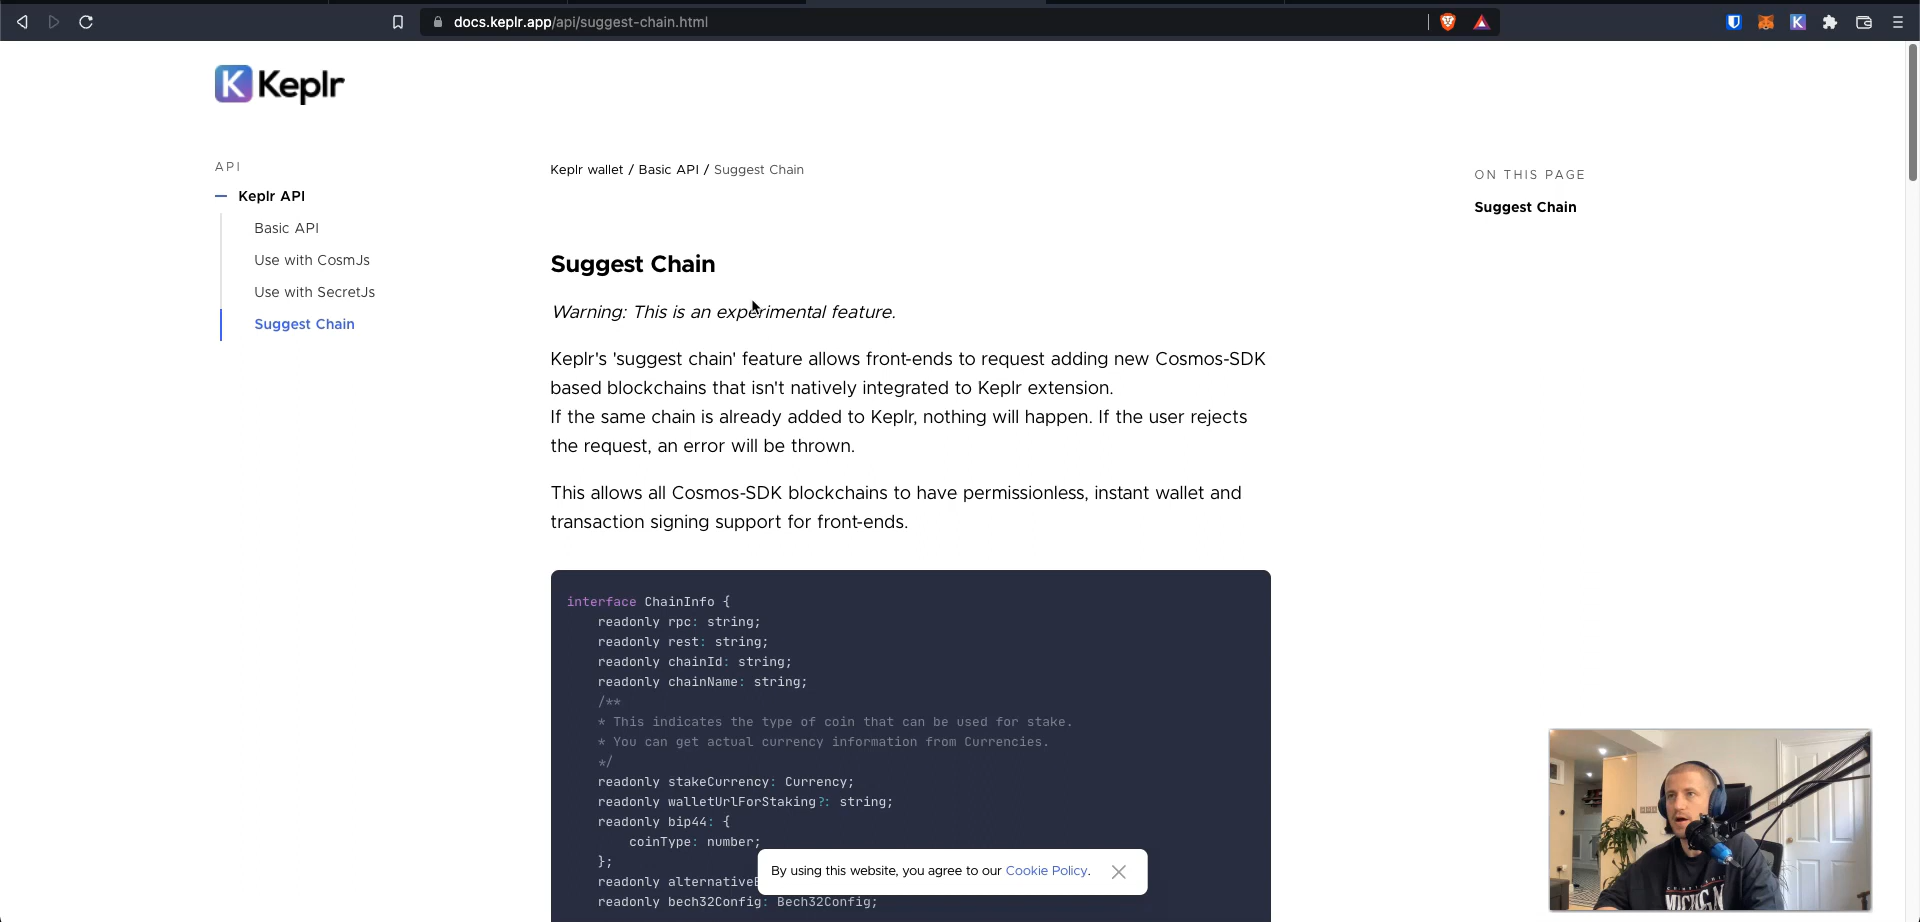 docs.keplr.app/api/suggest-chain.html
K Keplr
API
Keplr API
Basic API
Use with CosmJs
Use with SecretJs
Suggest Chain
Keplr wallet / Basic API / Suggest Chain
Suggest Chain
Warning: This is an experimental feature.
Keplr's 'suggest chain' feature allows front-ends to request adding new Cosmos-SDK
based blockchains that isn't natively integrated to Keplr extension.
If the same chain is already added to Keplr, nothing will happen. If the user rejects
the request, an error will be thrown.
This allows all Cosmos-SDK blockchains to have permissionless, instant wallet and
transaction signing support for front-ends.
interface ChainInfo {
readonly rpc: string;
readonly rest: string;
readonly chainId: string;
readonly chainName: string;
/**
* This indicates the type of coin that can be used for stake.
* You can get actual currency information from Currencies.
*/
readonly stakeCurrency: Currency;
readonly walletUrlForStaking?: string;
readonly bip44: {
coinType: number;
};
readonly alternative
readonly bech32Config: Bech32Config;
By using this website, you agree to our Cookie Policy.
ON THIS PAGE
Suggest Chain